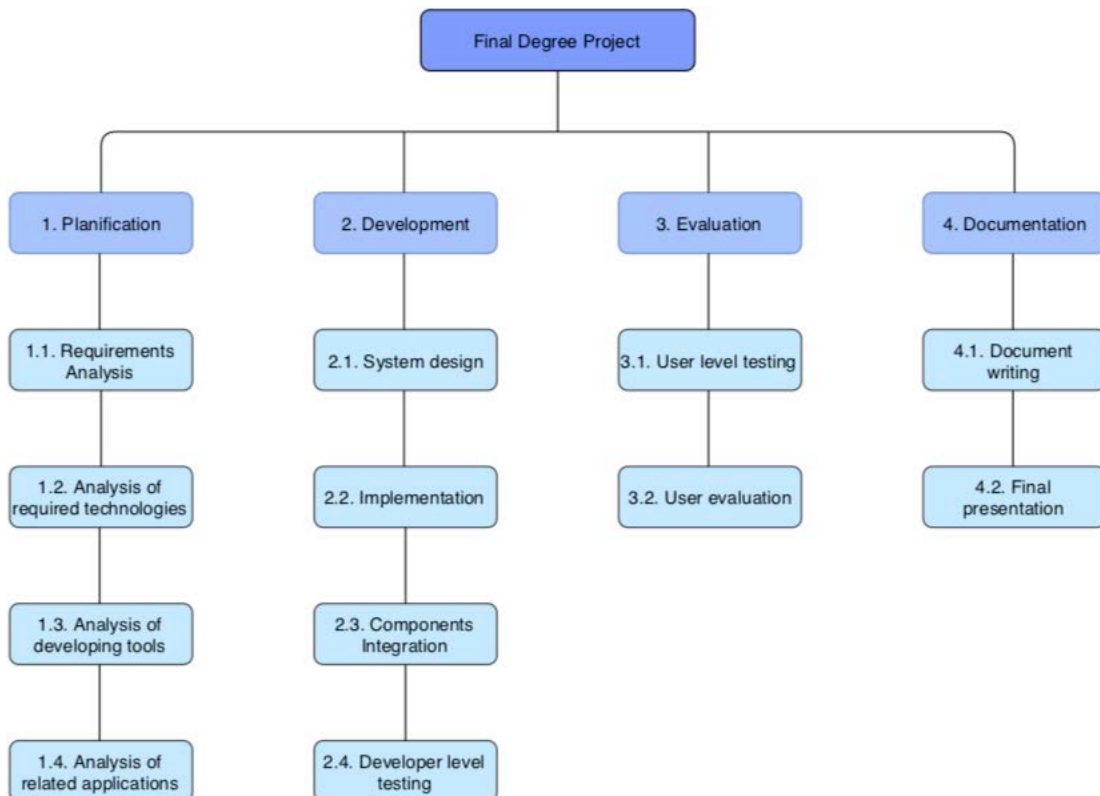 Final Degree Project
1. Planification
2. Development
3. Evaluation
4. Documentation
1.1. Requirements
Analysis
2.1. System design
3.1. User level testing
4.1. Document
writing
1.2. Analysis of
required technologies
2.2. Implementation
3.2. User evaluation
4.2. Final
presentation
1.3. Analysis of
developing tools
2.3. Components
Integration
1.4. Analysis of
related applications
2.4. Developer level
testing